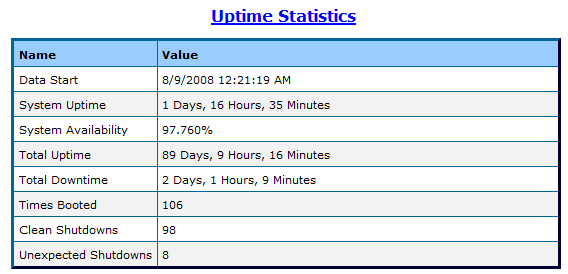 Uptime Statistics
Name Value
Data Start 8/9/2008 12:21:19 AM
System Uptime 1 Days, 16 Hours, 35 Minutes
System Availability 97.760%
Total Uptime 89 Days, 9 Hours, 16 Minutes
Total Downtime 2 Days, 1 Hours, 9 Minutes
Times Booted 106
Clean Shutdowns 98
Unexpected Shutdowns 8